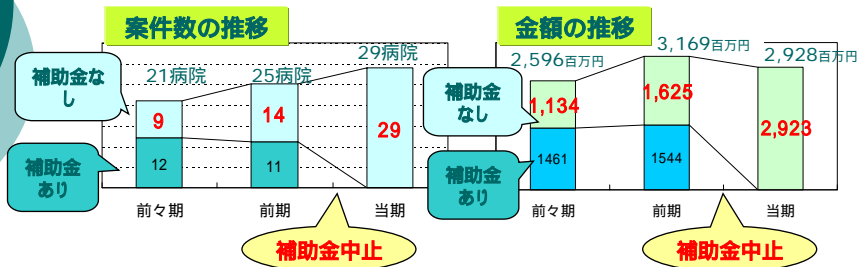 案件数の推移
29病院
25病院
21病院
補助金な
し
9
14
29
補助金
あり
12
11
前々期
前期
当期
補助金中止
金額の推移
3,169百万円
2,596百万円
2,928百万円
補助金
なし
1,134
1,625
2,923
補助金
あり
1461
1544
前々期
前期
当期
補助金中止